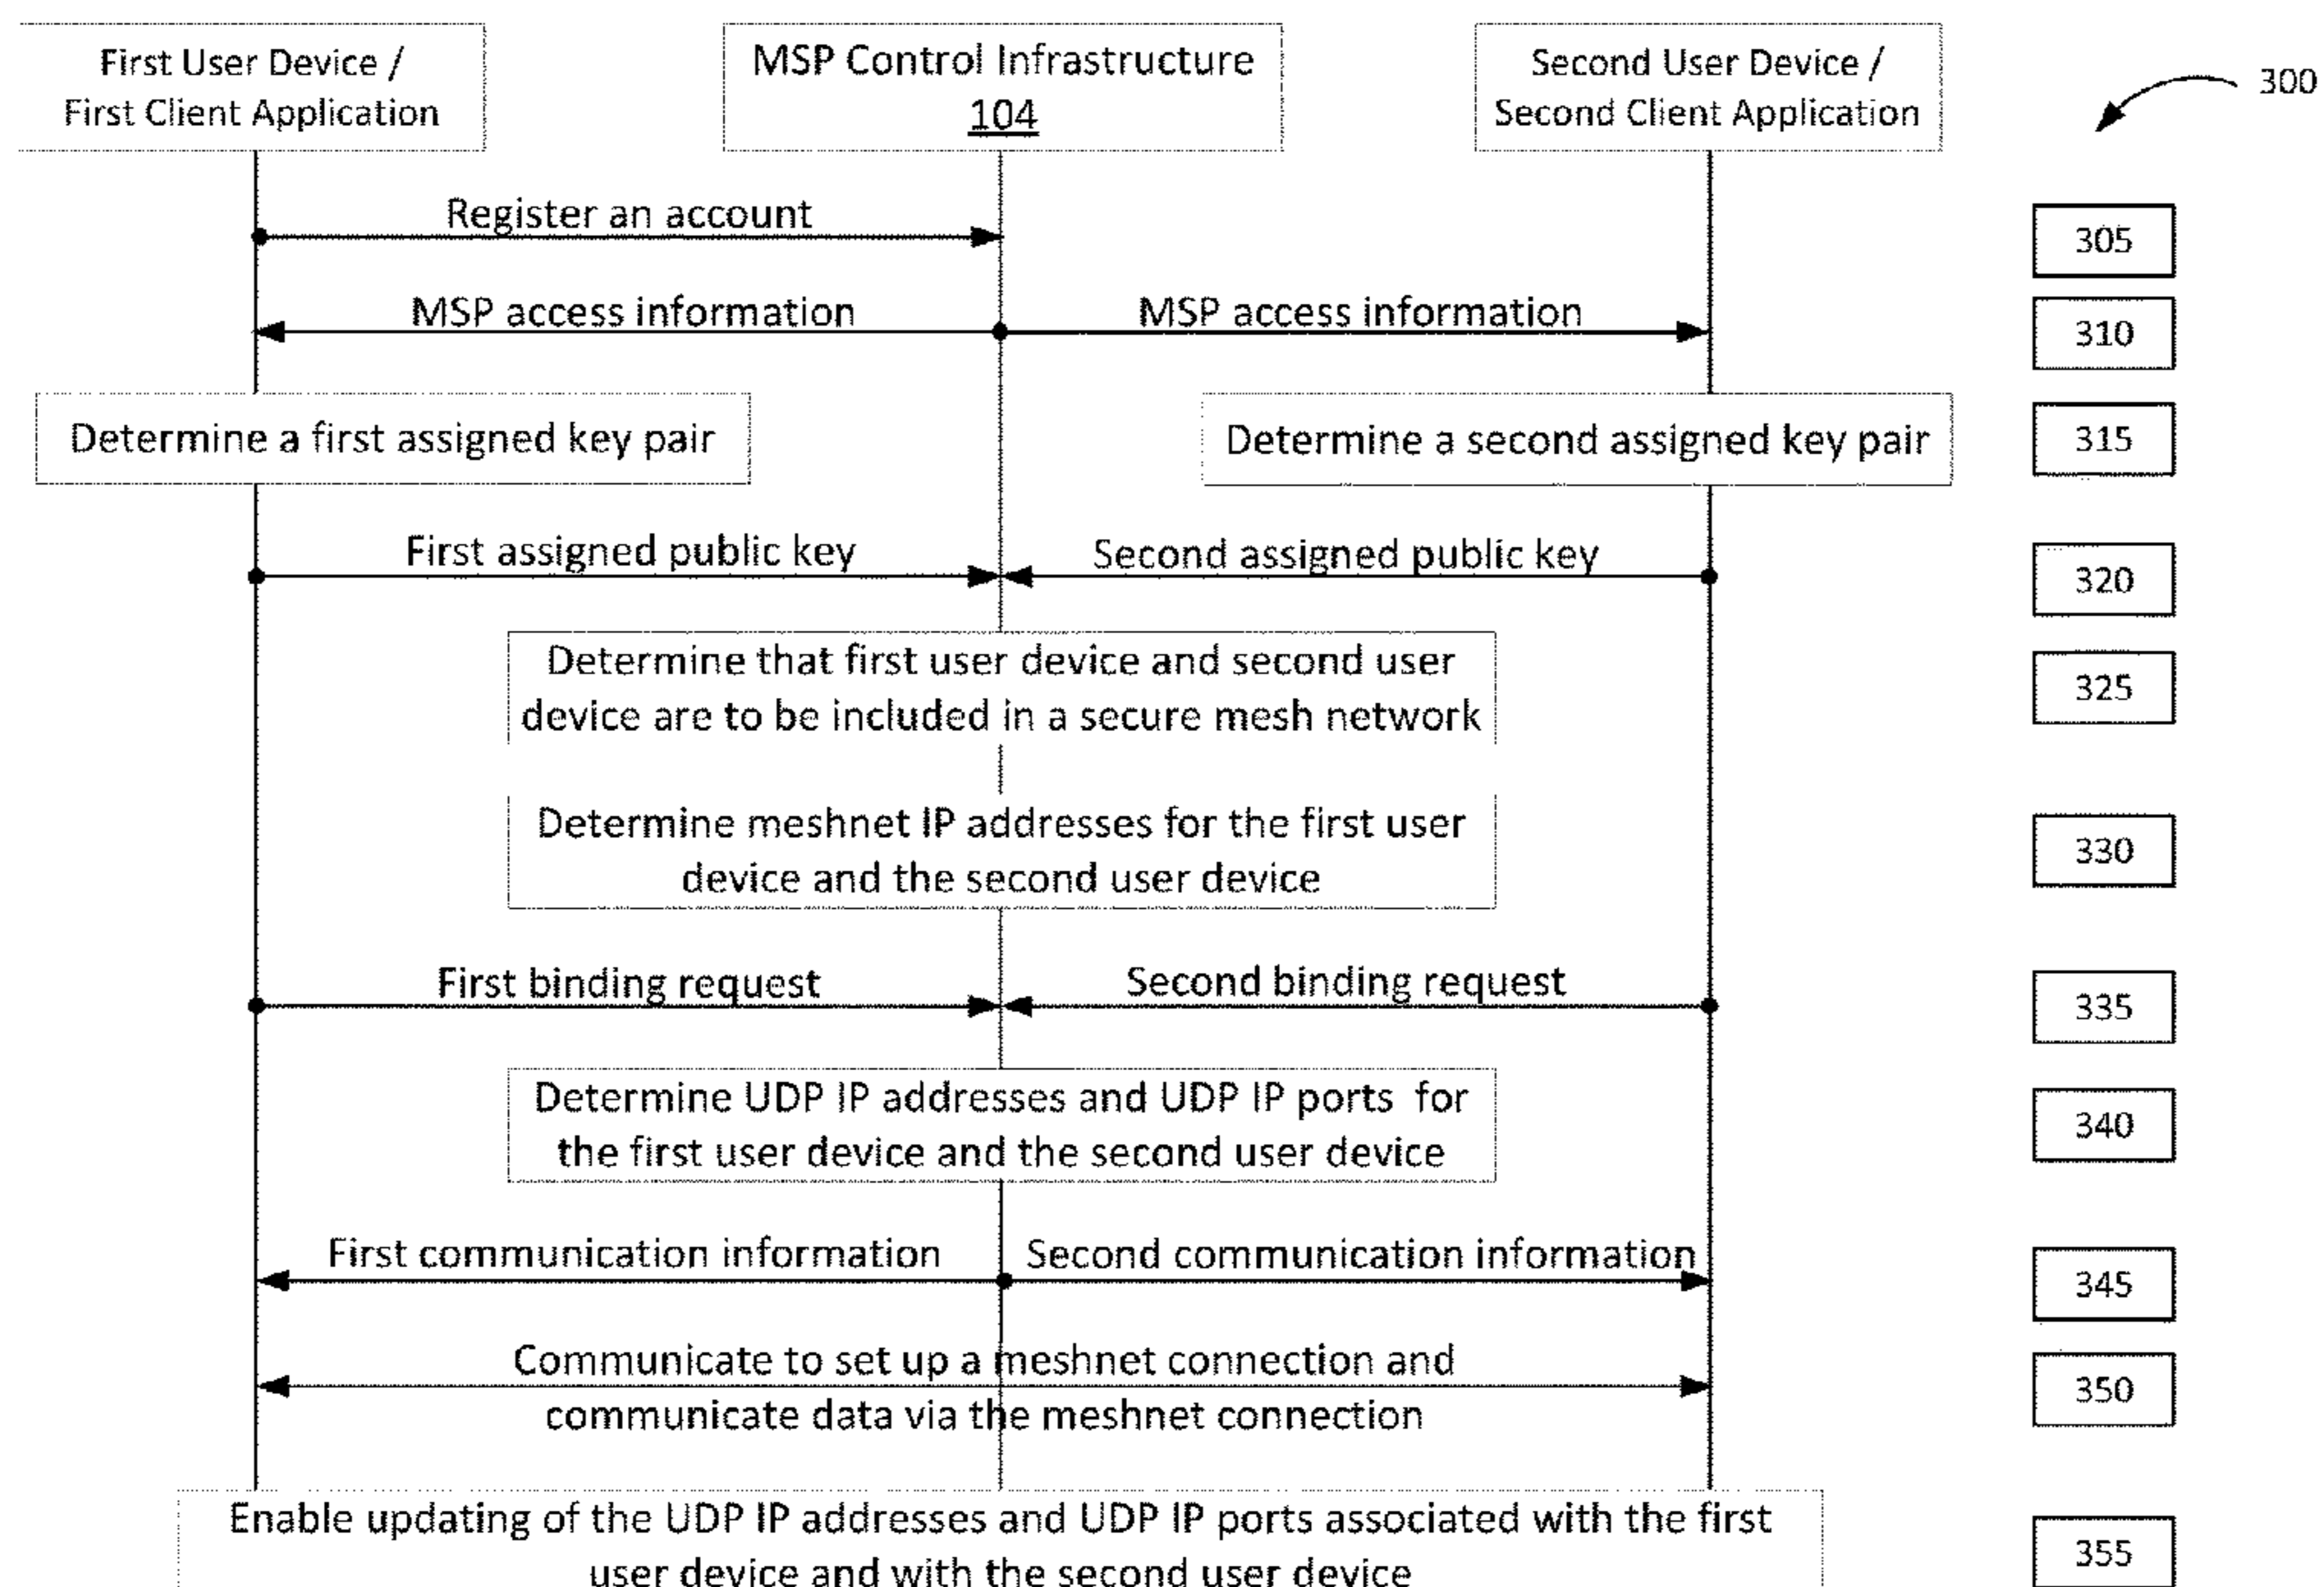 First User Device /
First Client Application
MSP Control Infrastructure
104
Second User Device /
Second Client Application
300
Register an account
305
MSP access information
MSP access information
310
Determine a first assigned key pair
Determine a second assigned key pair
315
First assigned public key
Second assigned public key
320
Determine that first user device and second user
device are to be included in a secure mesh network
325
Determine meshnet IP addresses for the first user
device and the second user device
330
First binding request
Second binding request
335
Determine UDP IP addresses and UDP IP ports for
the first user device and the second user device
340
First communication information
Second communication information
345
Communicate to set up a meshnet connection and
communicate data via the meshnet connection
350
Enable updating of the UDP IP addresses and UDP IP ports associated with the first
user device and with the second user device
355